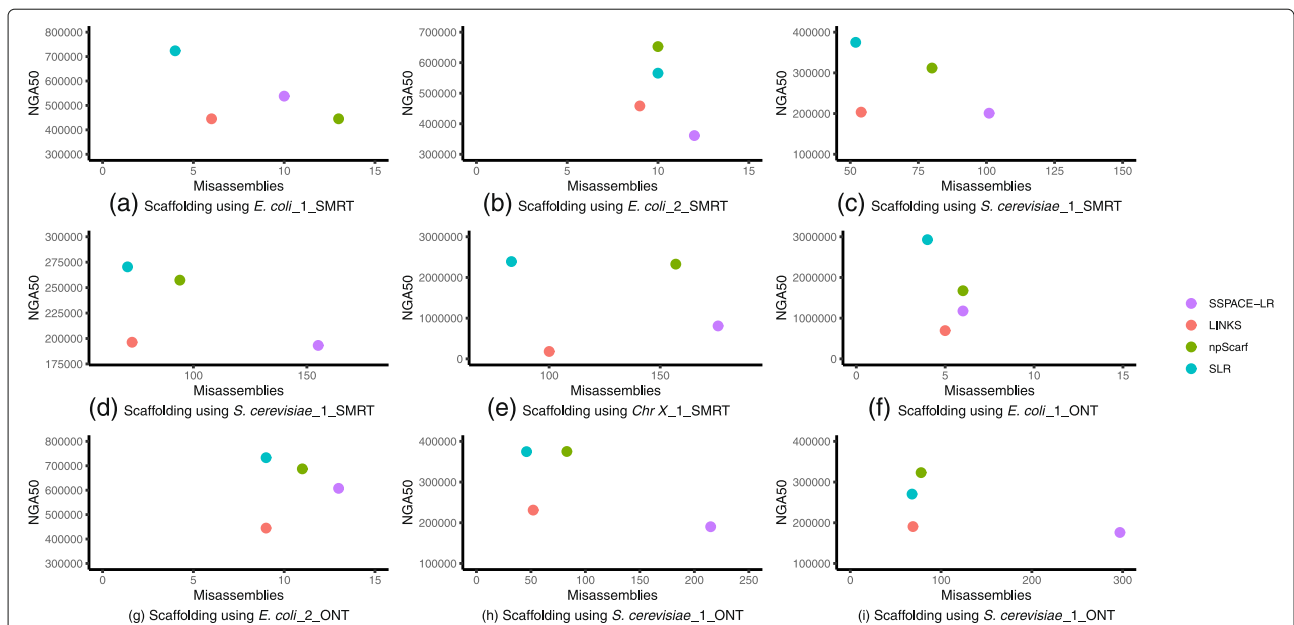 800000
700000
600000
500000
400000
300000
NGA50
0
5
10
15
Misassemblies
(a) Scaffolding using E. coli_1_SMRT
700000
600000
500000
400000
300000
NGA50
0
5
10
15
Misassemblies
(b) Scaffolding using E. coli_2_SMRT
400000
300000
200000
100000
NGA50
50
75
100
125
150
Misassemblies
(c) Scaffolding using S. cerevisiae_1_SMRT
300000
275000
250000
225000
200000
175000
NGA50
100
150
Misassemblies
(d) Scaffolding using S. cerevisiae_1_SMRT
3000000
2000000
1000000
0
NGA50
100
150
Misassemblies
(e) Scaffolding using Chr X_1_SMRT
3000000
2000000
1000000
0
NGA50
0
5
10
15
Misassemblies
(f) Scaffolding using E. coli_1_ONT
SSPACE−LR
LINKS
npScarf
SLR
800000
700000
600000
500000
400000
300000
NGA50
0
5
10
15
Misassemblies
(g) Scaffolding using E. coli_2_ONT
400000
300000
200000
100000
NGA50
0
50
100
150
200
250
Misassemblies
(h) Scaffolding using S. cerevisiae_1_ONT
400000
300000
200000
100000
NGA50
0
100
200
300
Misassemblies
(i) Scaffolding using S. cerevisiae_1_ONT